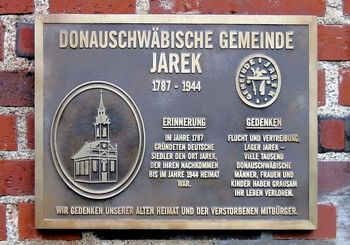 DONAUSCHWÄBISCHE GEMEINDE
JAREK
1787 - 1944
ERINNERUNG
IM JAHRE 1787
GRÜNDETEN DEUTSCHE
SIEDLER DEN ORT JAREK,
DER IHREN NACHKOMMEN
BIS IM JAHRE 1944 HEIMAT
WAR.
GEMEINDE JAREK
GEDENKEN
FLUCHT UND VERTREIBUNG,
LAGER JAREK –
VIELE TAUSEND
DONAUSCHWÄBISCHE
MÄNNER, FRAUEN UND
KINDER HABEN GRAUSAM
IHR LEBEN VERLOREN.
WIR GEDENKEN UNSERER ALTEN HEIMAT UND DER VERSTORBENEN MITBÜRGER.